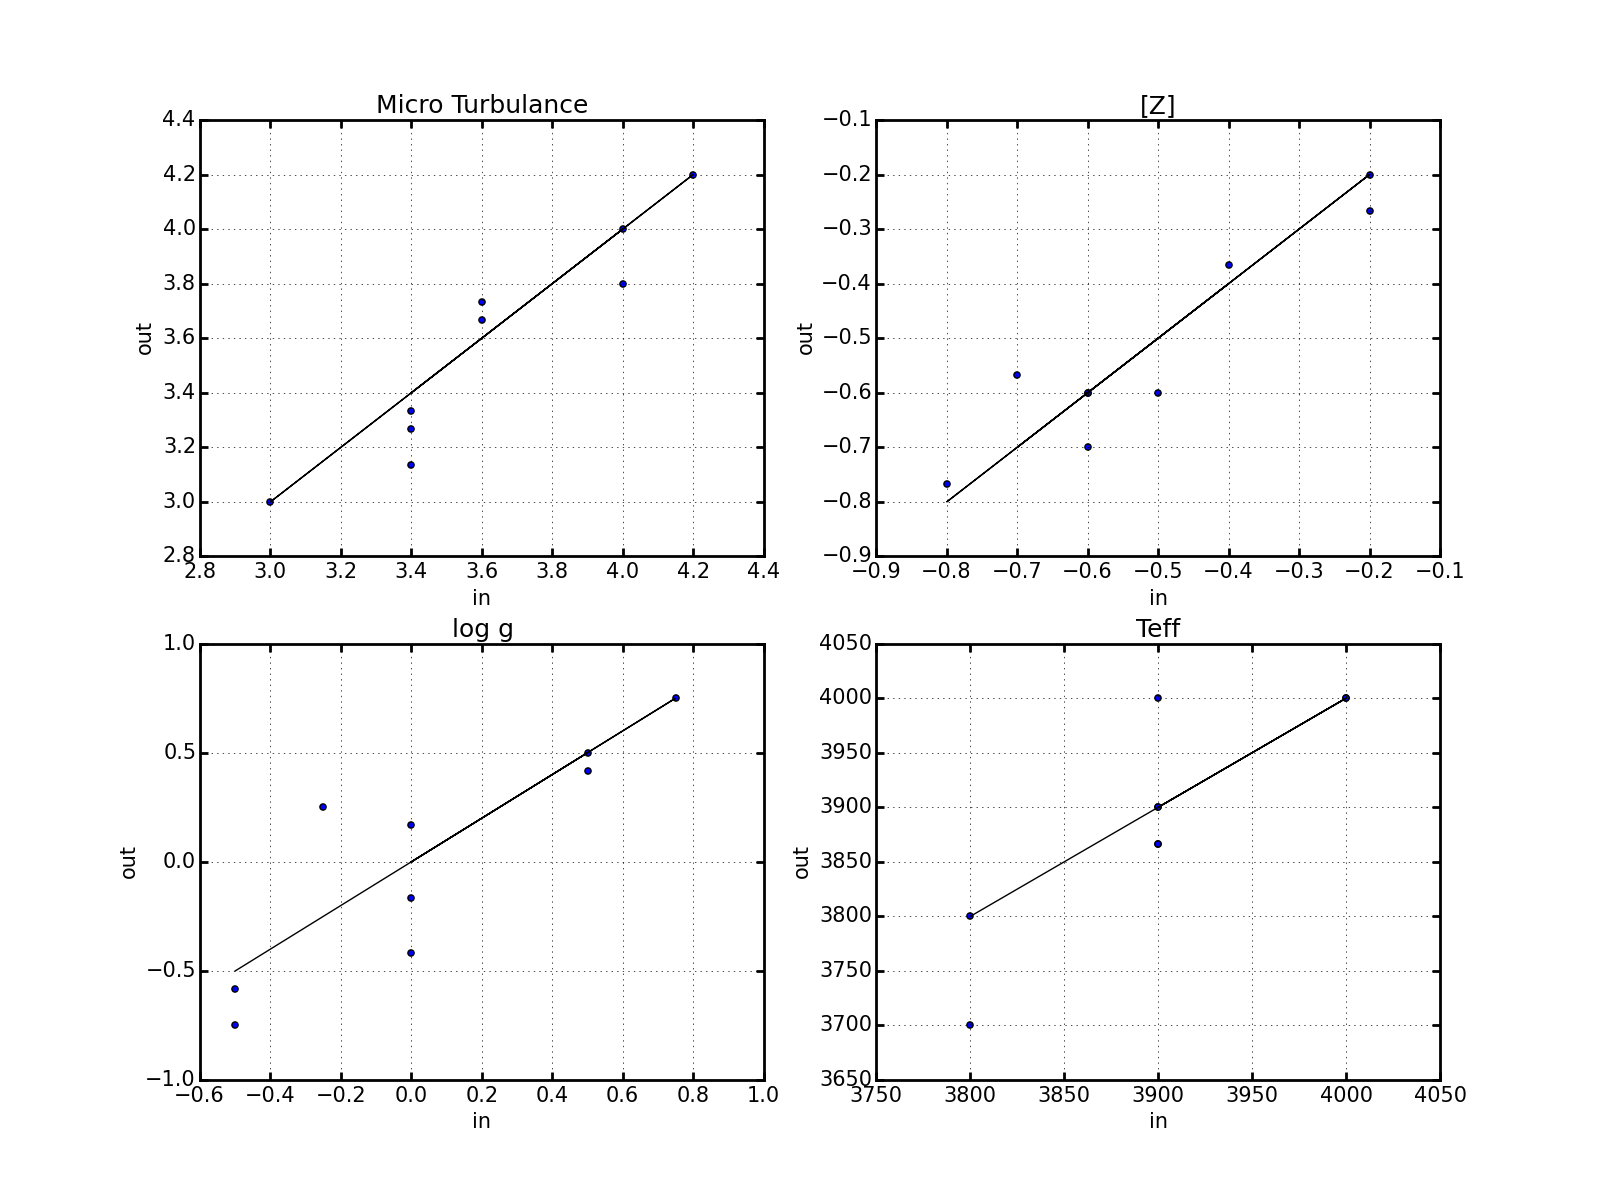 Micro Turbulance
4.4
4.2
4.0
3.8
3.6
3.4
3.2
3.0
2.8
out
2.8 3.0 3.2 3.4 3.6 3.8 4.0 4.2 4.4
in
[Z]
−0.1
−0.2
−0.3
−0.4
−0.5
−0.6
−0.7
−0.8
−0.9
out
−0.9 −0.8 −0.7 −0.6 −0.5 −0.4 −0.3 −0.2 −0.1
in
log g
1.0
0.5
0.0
−0.5
−1.0
out
−0.6 −0.4 −0.2 0.0 0.2 0.4 0.6 0.8 1.0
in
Teff
4050
4000
3950
3900
3850
3800
3750
3700
3650
out
3750 3800 3850 3900 3950 4000 4050
in